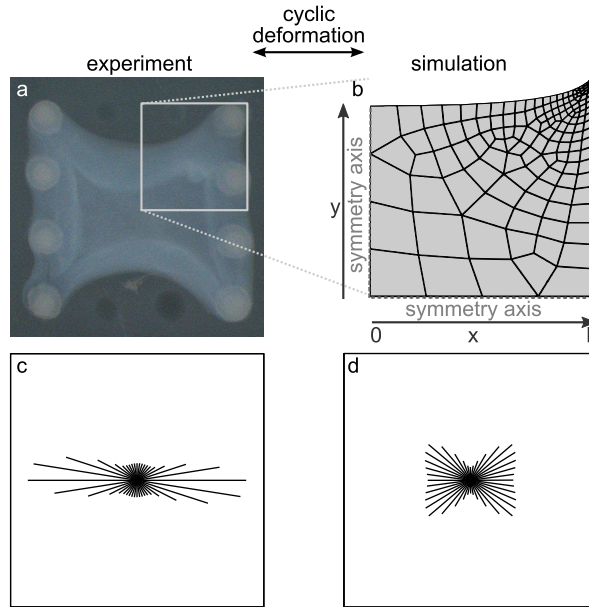 cyclic
deformation
experiment
simulation
a
b
y
symmetry axis
symmetry axis
0
x
c
d